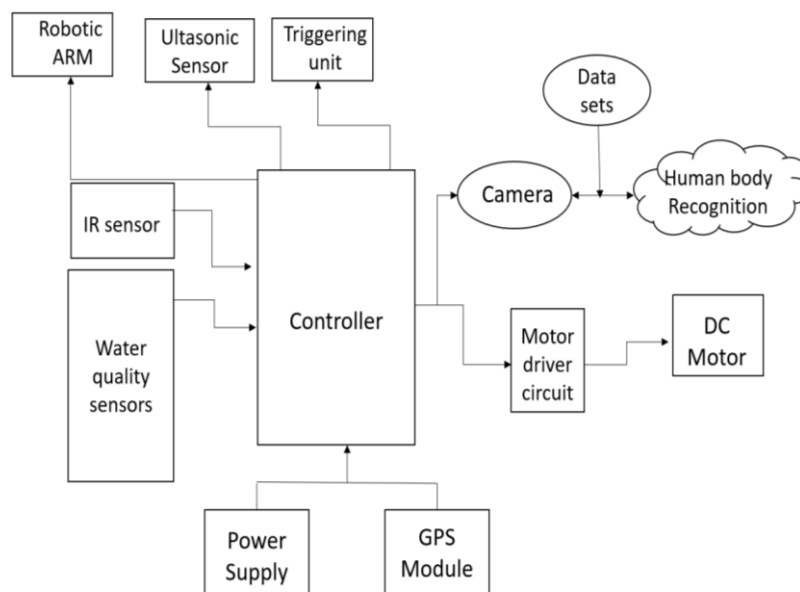 Robotic
ARM
Ultasonic
Sensor
Triggering
unit
Data
sets
Camera
Human body
Recognition
IR sensor
Controller
Water
quality
sensors
Motor
driver
circuit
DC
Motor
Power
Supply
GPS
Module